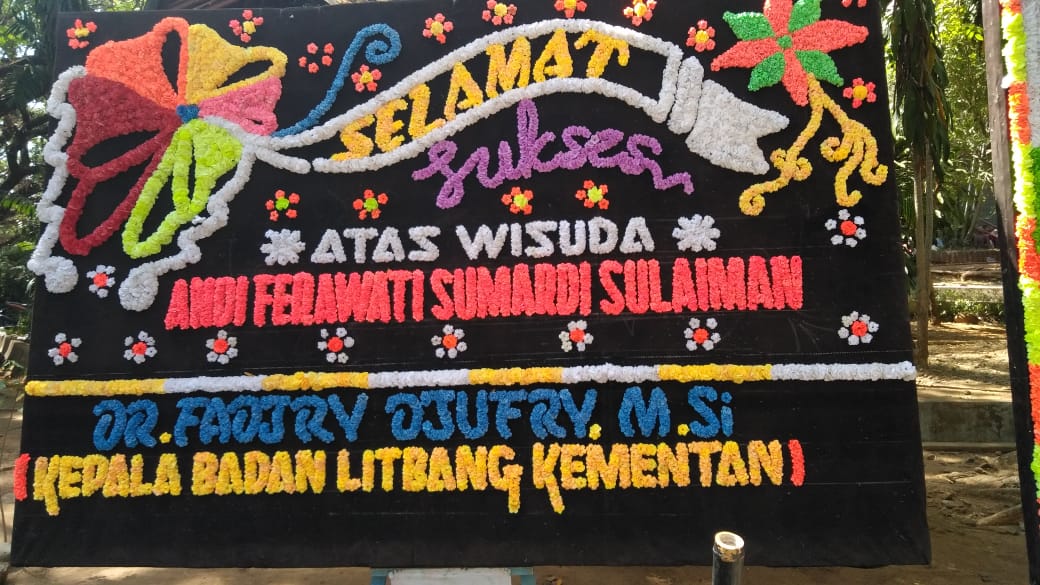 SELAMAT
sukses
ATAS WISUDA
ANDI FERAWATI SUMARDI SULAIMAN
DR. FADJRY DJUFRY. M.Si
(KEPALA BADAN LITBANG KEMENTAN)